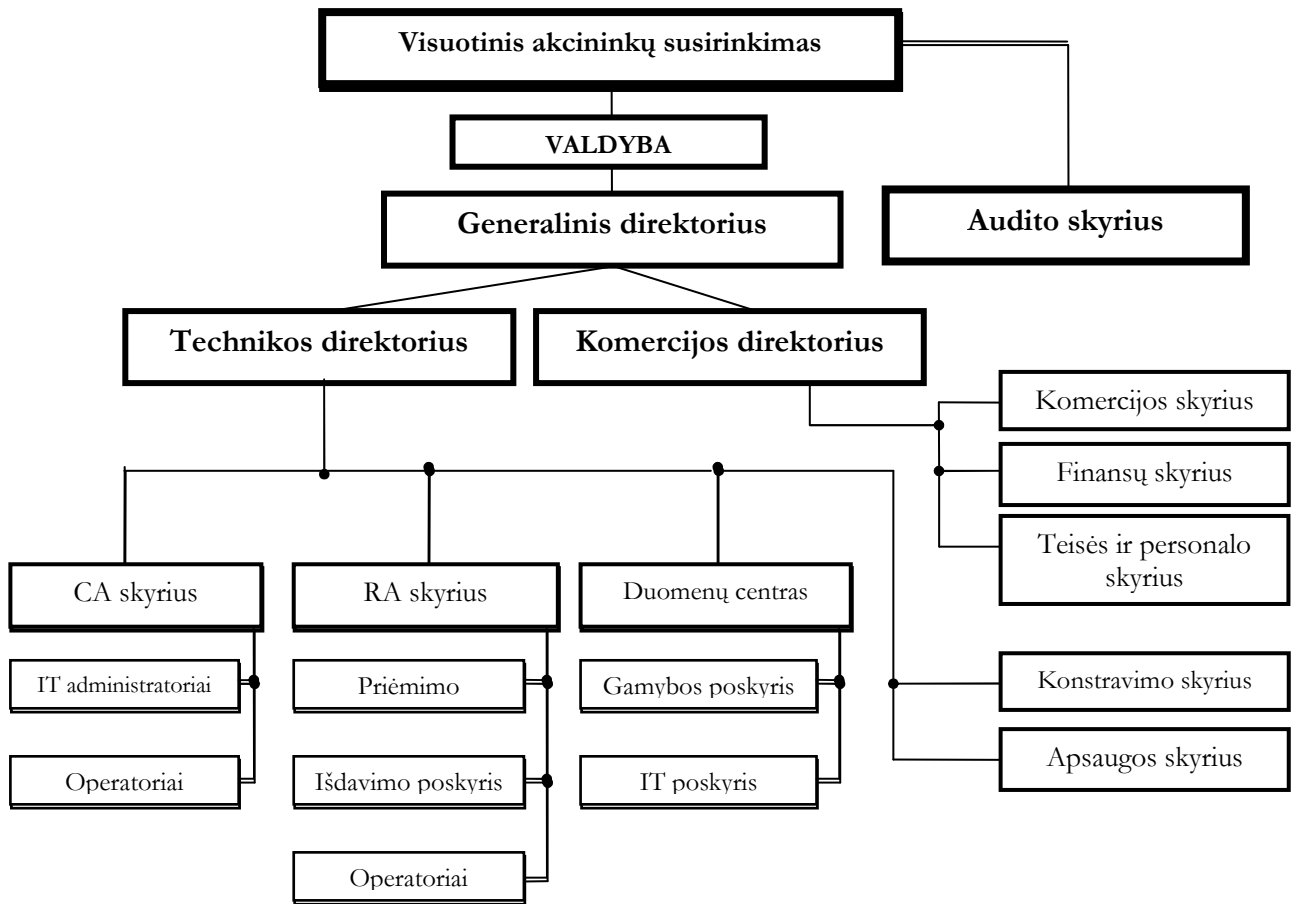 Visuotinis akcininkų susirinkimas
VALDYBA
Generalinis direktorius
Audito skyrius
Technikos direktorius
Komercijos direktorius
Komercijos skyrius
Finansų skyrius
Teisės ir personalo
skyrius
CA skyrius
RA skyrius
Duomenų centras
IT administratoriai
Priėmimo
Gamybos poskyris
Konstravimo skyrius
Operatoriai
Išdavimo poskyris
IT poskyris
Apsaugos skyrius
Operatoriai